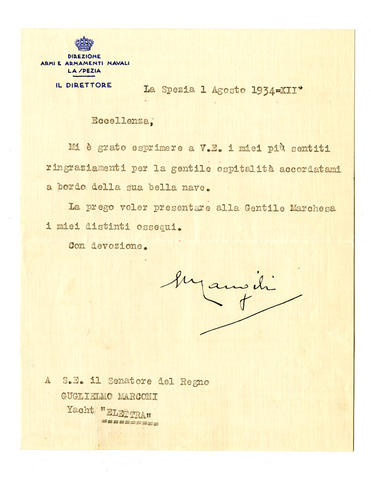 DIREZIONE
ARMI E ARMAMENTI NAVALI
LA SPEZIA
IL DIRETTORE
La Spezia 1 Agosto 1934=XII°
Eccellenza,
Mi è grato esprimere a V.E. i miei più sentiti
ringraziamenti per la gentile ospitalità accordatami
a bordo della sua bella nave.
La prego voler presentare alla Gentile Marchesa
i miei distinti ossequi.
Con devozione.
A S.E. il Senatore del Regno
GUGLIELMO MARCONI
Yacht "ELETTRA"